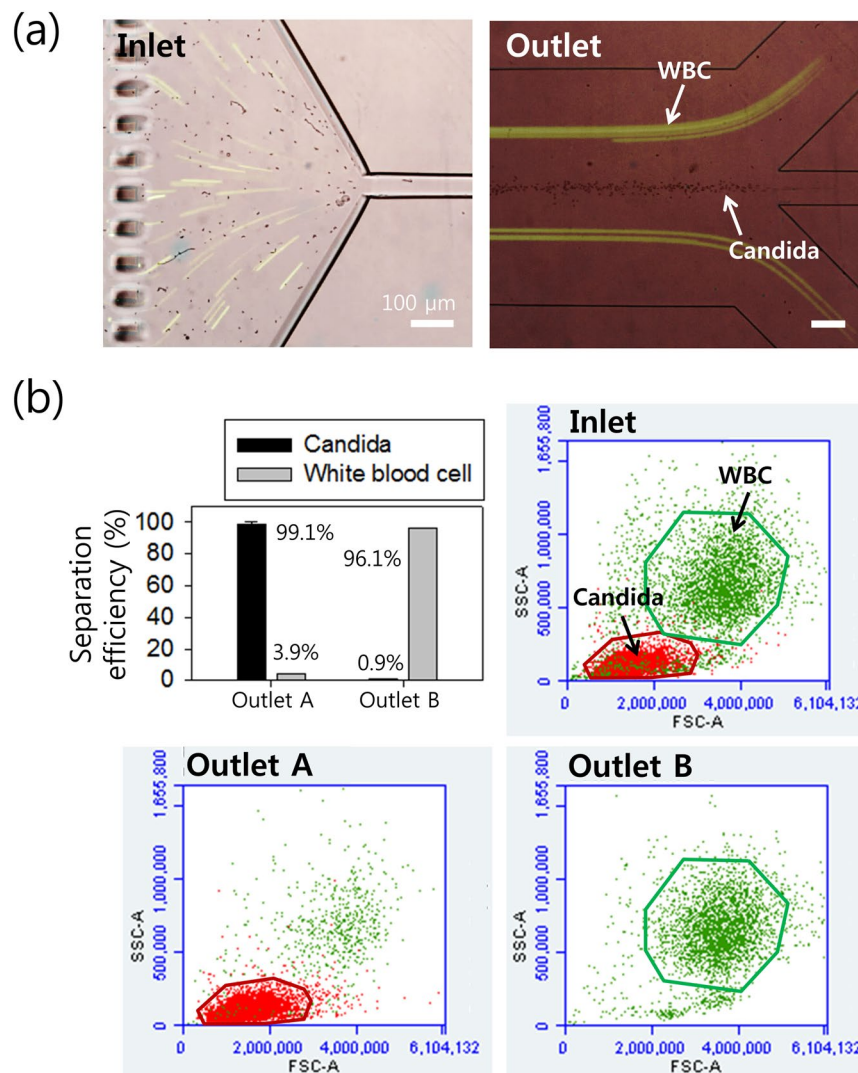 (a)
Inlet
100 μm
Outlet
WBC
Candida
(b)
Candida
White blood cell
Separation
efficiency (%)
100
80
60
40
20
0
99.1%
3.9%
96.1%
0.9%
Outlet A
Outlet B
Inlet
WBC
Candida
SSC-A
1,655,800
1,000,000
500,000
0
0
2,000,000
4,000,000
6,104,132
FSC-A
Outlet A
SSC-A
1,655,800
1,000,000
500,000
0
0
2,000,000
4,000,000
6,104,132
FSC-A
Outlet B
SSC-A
1,655,800
1,000,000
500,000
0
0
2,000,000
4,000,000
6,104,132
FSC-A